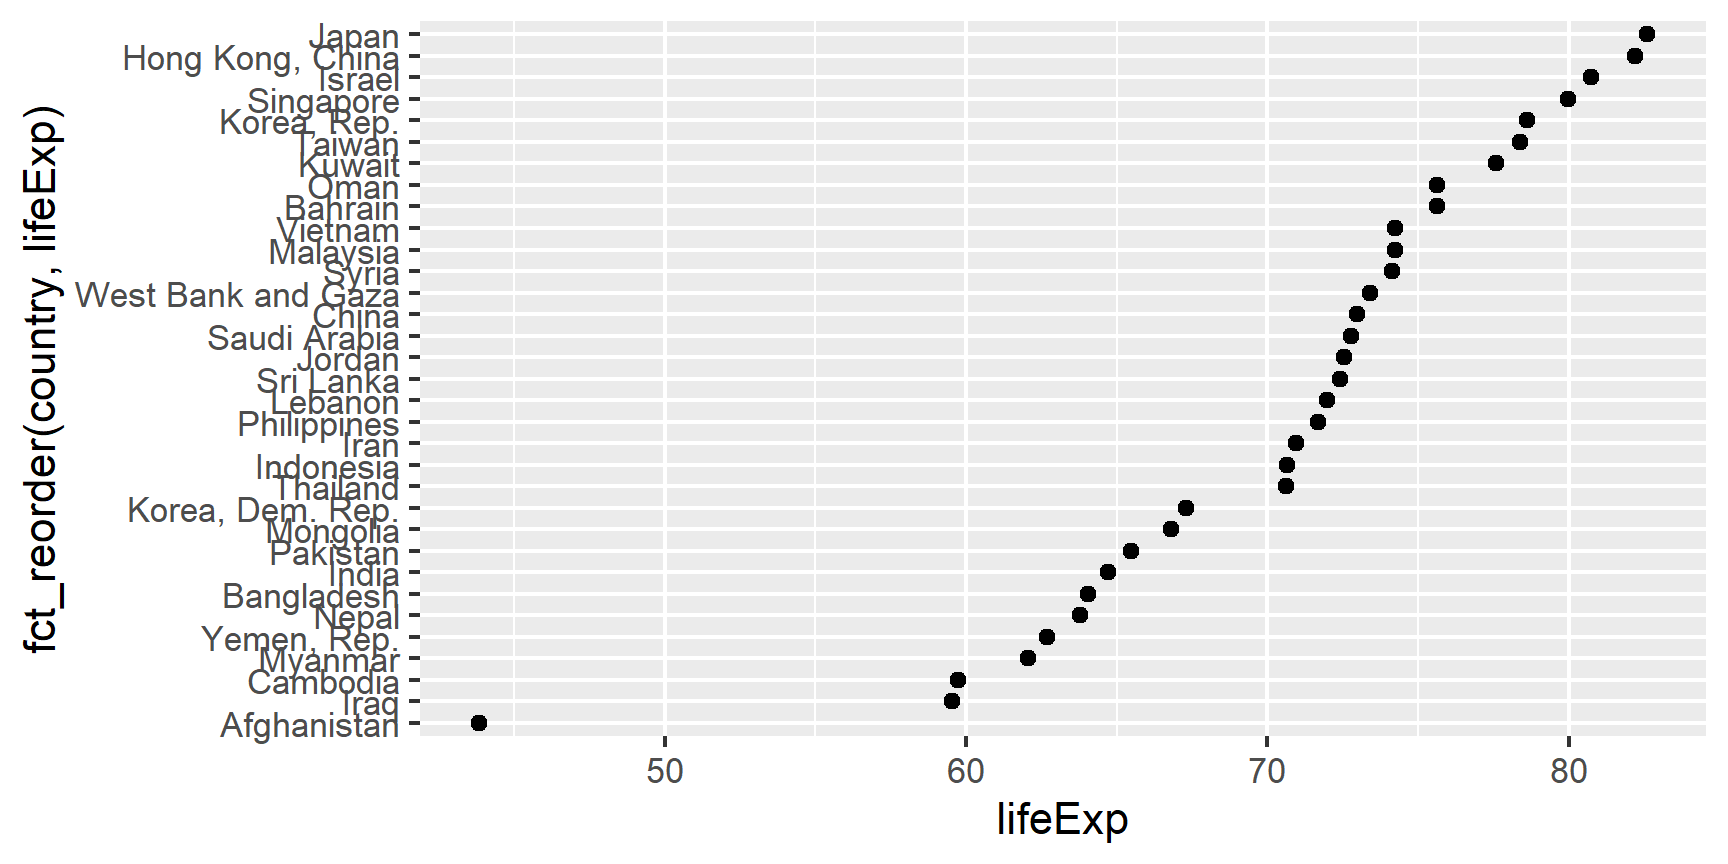 fct_reorder(country, lifeExp)
Japan
Hong Kong, China
Israel
Singapore
Korea, Rep.
Taiwan
Kuwait
Oman
Bahrain
Vietnam
Malaysia
Syria
West Bank and Gaza
China
Saudi Arabia
Jordan
Sri Lanka
Lebanon
Philippines
Iran
Indonesia
Thailand
Korea, Dem. Rep.
Mongolia
Pakistan
India
Bangladesh
Nepal
Yemen, Rep.
Myanmar
Cambodia
Iraq
Afghanistan
50 60 70 80
lifeExp